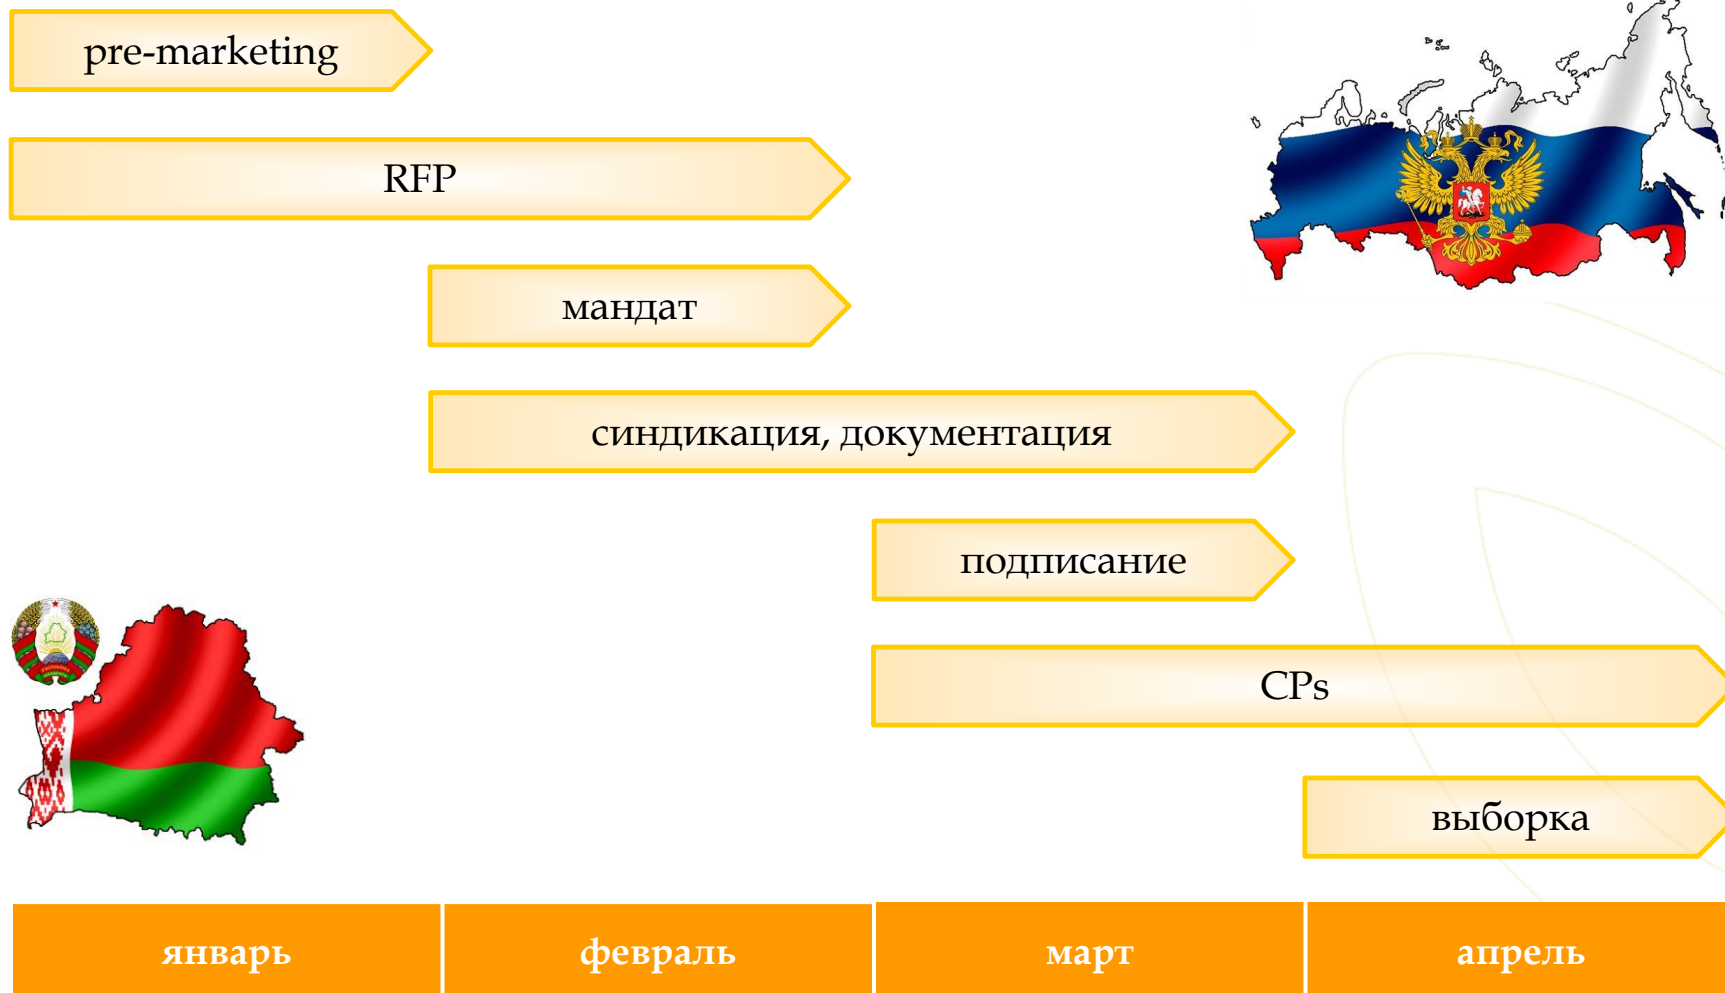 pre-marketing
RFP
мандат
синдикация, документация
подписание
CPs
выборка
январь
февраль
март
апрель